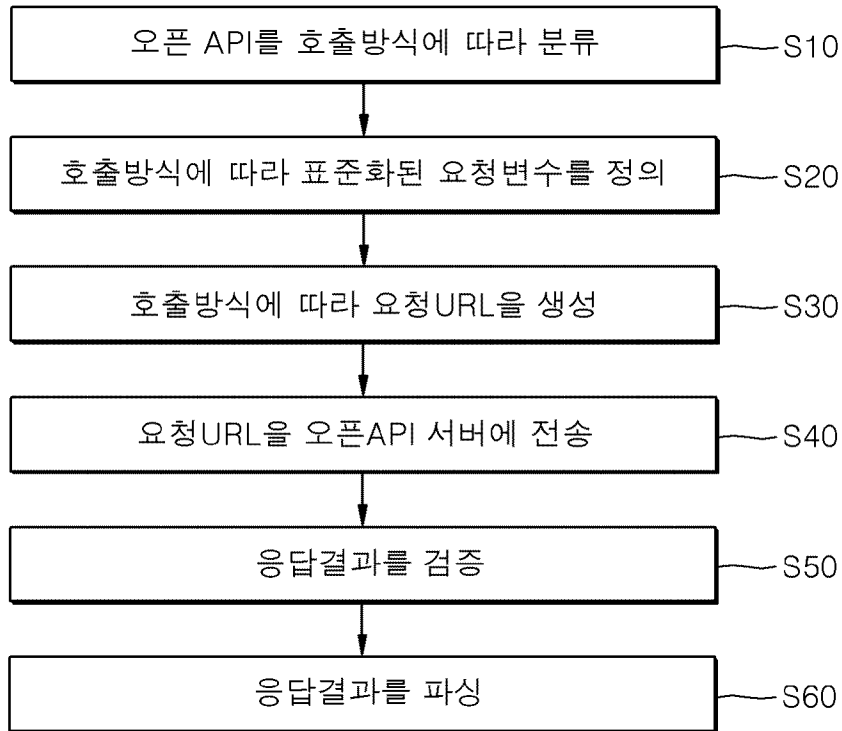 오픈 API를 호출방식에 따라 분류
S10
호출방식에 따라 표준화된 요청변수를 정의
S20
호출방식에 따라 요청URL을 생성
S30
요청URL을 오픈API 서버에 전송
S40
응답결과를 검증
S50
응답결과를 파싱
S60